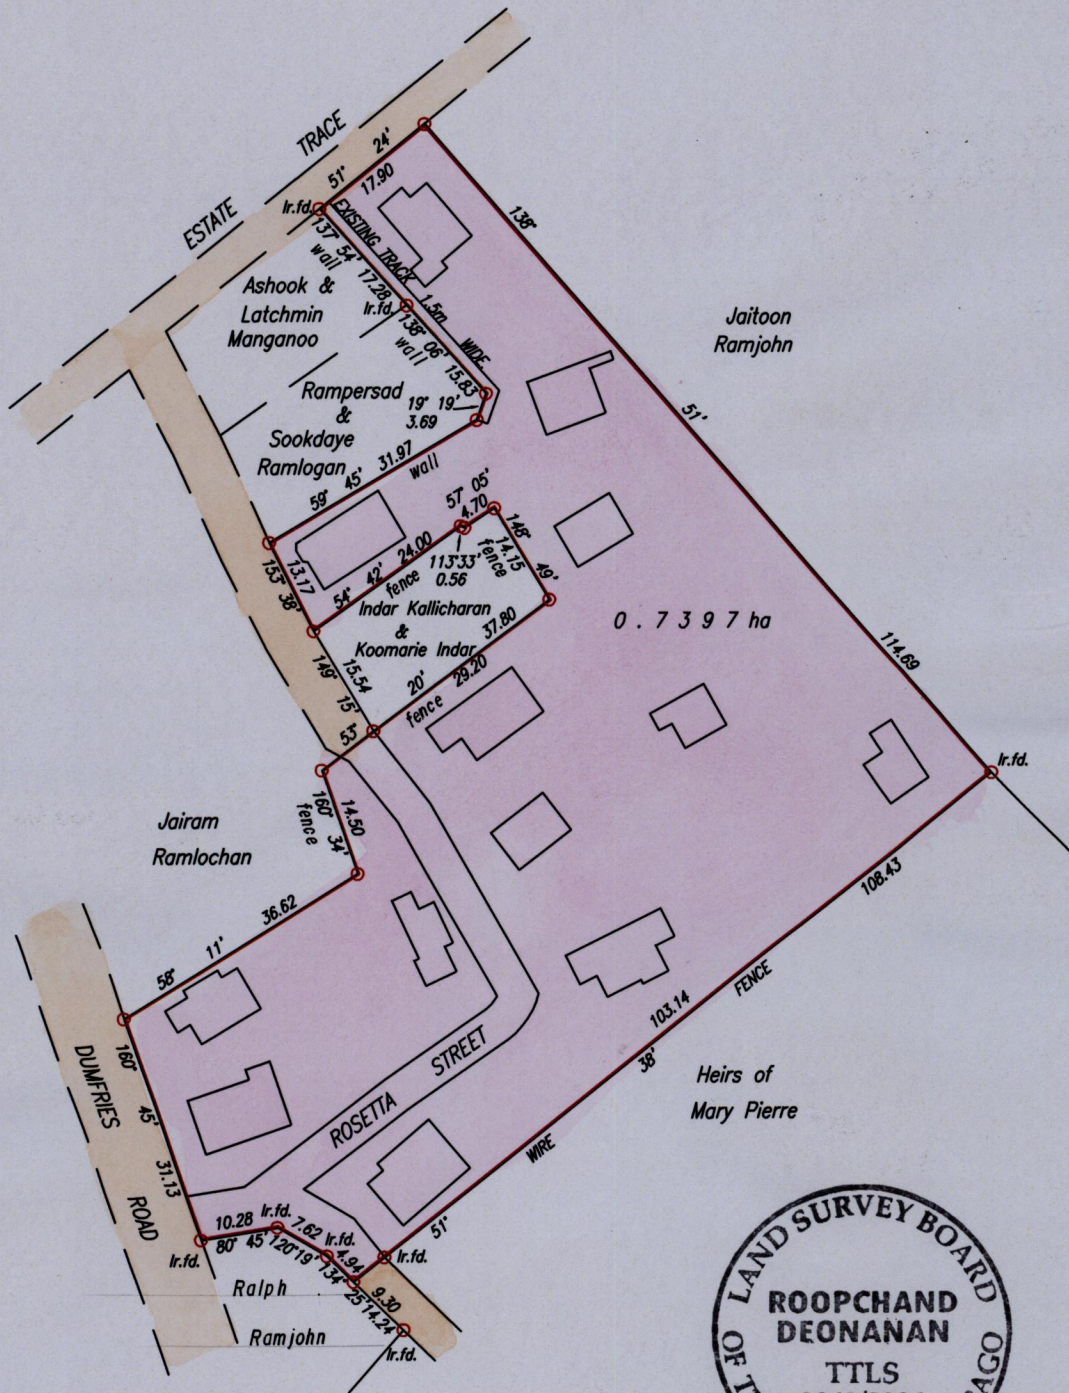 ESTATE TRACE
51° 24'
17.90
Ir.fd.
EXISTING TRACK 1.5m WIDE
137° 54' 17.28
wall
Ir.fd.
138° 06' 15.83
wall
19° 19'
3.69
Ashook &
Latchmin
Manganoo
Rampersad
&
Sookdaye
Ramlogan
59° 45' 31.97
wall
138° 51' 114.69
Jaitoon
Ramjohn
153° 38' 13.17
54° 42' 24.00
fence
113°33'
0.56
57° 05'
4.70
148° 49'
14.15
fence
Indar Kallicharan
&
Koomarie Indar
149° 15' 15.54
53° 20' 37.80
29.20
fence
0.7397ha
Ir.fd.
160° 34'
14.50
fence
Jairam
Ramlochan
58° 11' 36.62
108.43
103.14
51° 38'
WIRE FENCE
Heirs of
Mary Pierre
DUMFRIES ROAD
160° 45' 31.13
ROSETTA STREET
10.28
80° 45'
Ir.fd.
Ir.fd.
7.62
120°19'
Ir.fd.
4.94
134° 25' 14.24
9.30
Ir.fd.
Ir.fd.
Ralph
Ramjohn
LAND SURVEY BOARD
ROOPCHAND
DEONANAN
TTLS